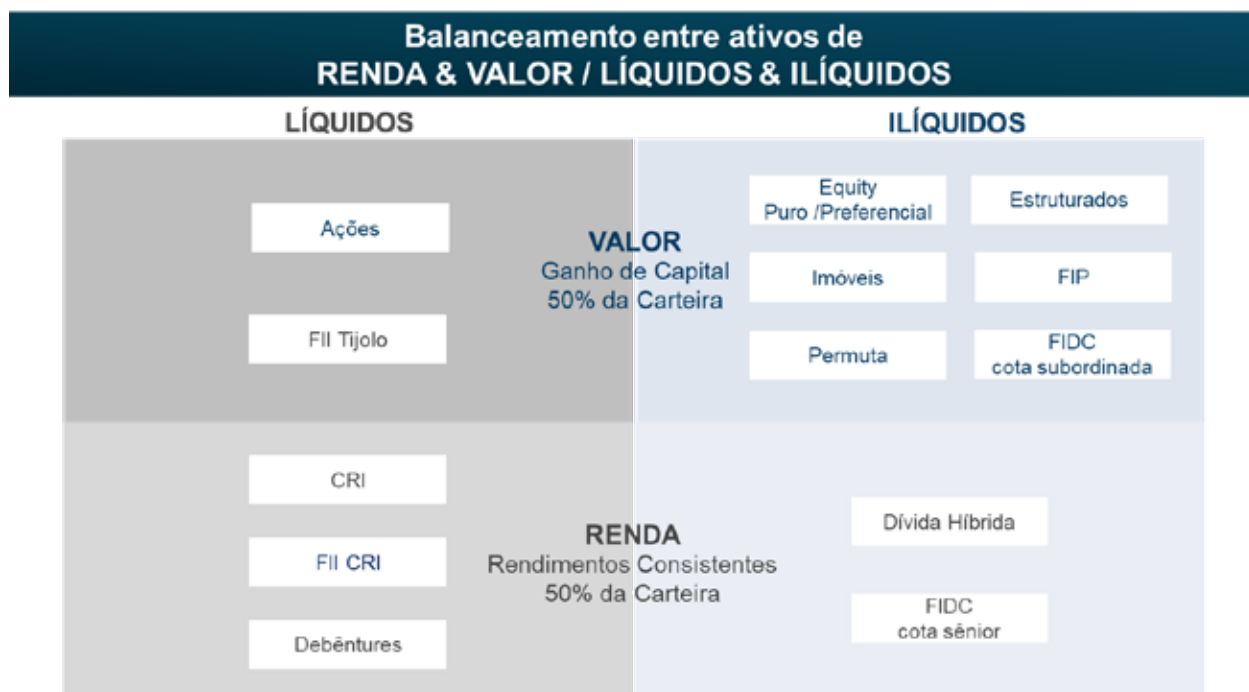 Balanceamento entre ativos de
RENDA & VALOR / LÍQUIDOS & ILÍQUIDOS
LÍQUIDOS
ILÍQUIDOS
Ações
FII Tijolo
VALOR
Ganho de Capital
50% da Carteira
Equity
Puro /Preferencial
Estruturados
Imóveis
FIP
Permuta
FIDC
cota subordinada
CRI
FII CRI
Debêntures
RENDA
Rendimentos Consistentes
50% da Carteira
Dívida Híbrida
FIDC
cota sênior